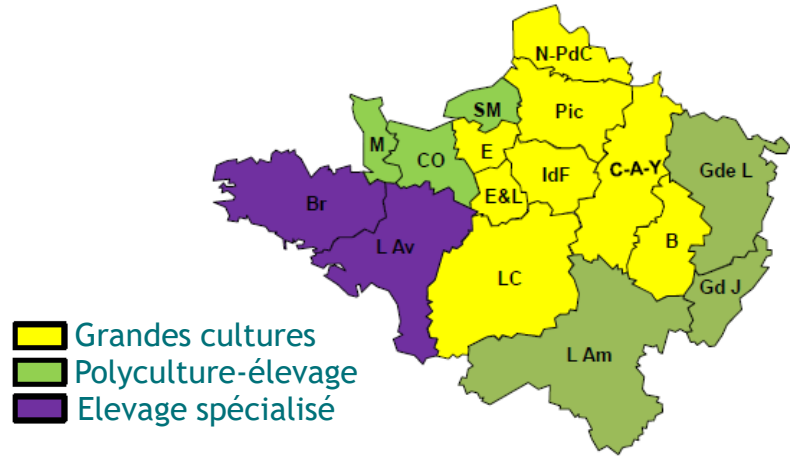 N-PdC
SM
Pic
M
CO
E
IdF
C-A-Y
Gde L
Br
E&L
L Av
B
LC
Gd J
L Am
Grandes cultures
Polyculture-élevage
Elevage spécialisé